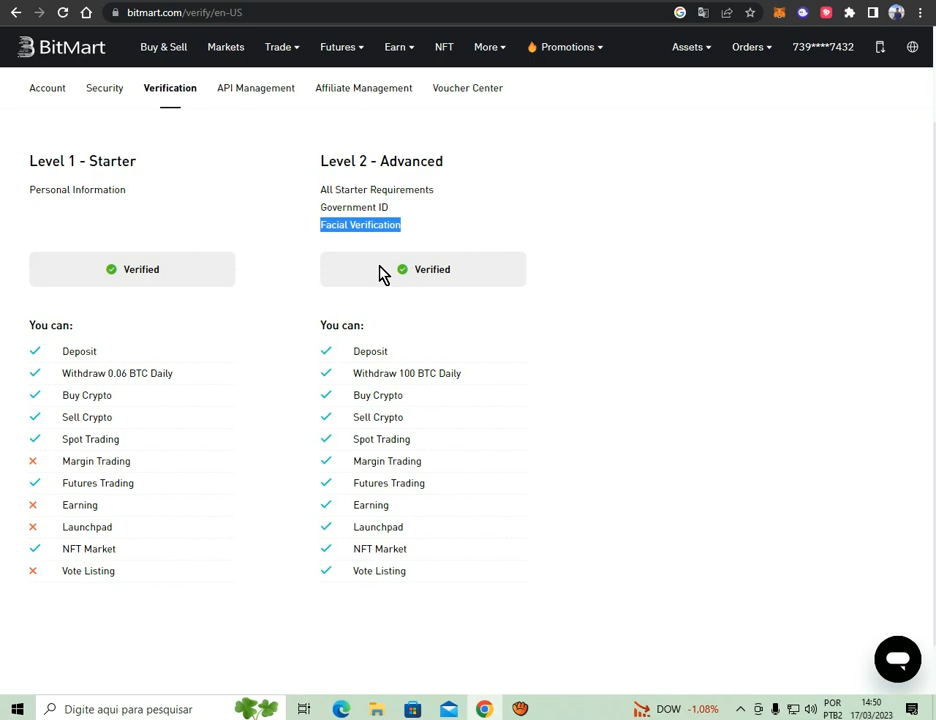 bitmart.com/verify/en-US
BitMart Buy & Sell Markets Trade Futures Earn NFT More Promotions Assets Orders 739****7432
Account Security Verification API Management Affiliate Management Voucher Center
Level 1 - Starter
Personal Information
Verified
You can:
Deposit
Withdraw 0.06 BTC Daily
Buy Crypto
Sell Crypto
Spot Trading
Margin Trading
Futures Trading
Earning
Launchpad
NFT Market
Vote Listing
Level 2 - Advanced
All Starter Requirements
Government ID
Facial Verification
Verified
You can:
Deposit
Withdraw 100 BTC Daily
Buy Crypto
Sell Crypto
Spot Trading
Margin Trading
Futures Trading
Earning
Launchpad
NFT Market
Vote Listing
Digite aqui para pesquisar
DOW -1,08%
POR
PTB2
14:50
17/03/2023